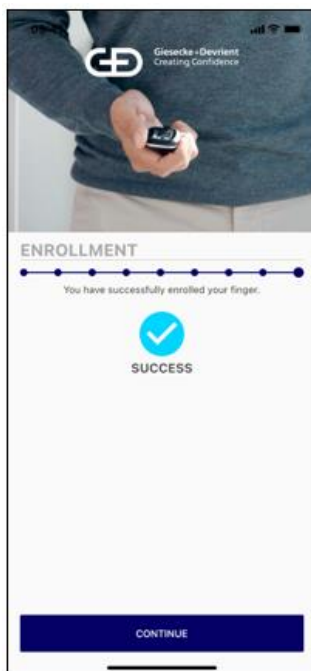 Giesecke+Devrient
Creating Confidence
ENROLLMENT
You have successfully enrolled your finger.
SUCCESS
CONTINUE